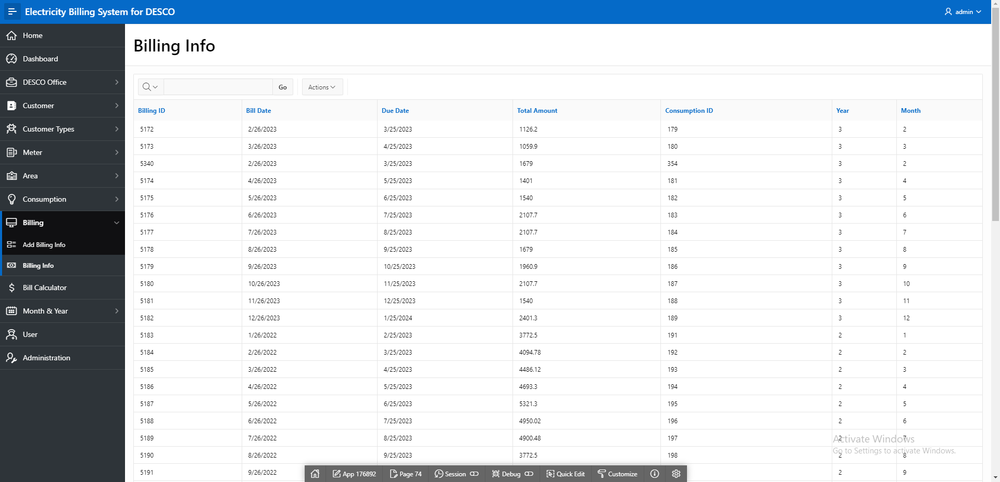 Electricity Billing System for DESCO
admin
Home
Dashboard
DESCO Office
Customer
Customer Types
Meter
Area
Consumption
Billing
Add Billing Info
Billing Info
Bill Calculator
Month & Year
User
Administration
Billing Info
Go
Actions
Billing ID Bill Date Due Date Total Amount Consumption ID Year Month
5172 2/26/2023 3/25/2023 1126.2 179 3 2
5173 3/26/2023 4/25/2023 1059.9 180 3 3
5340 2/26/2023 3/25/2023 1679 354 3 2
5174 4/26/2023 5/25/2023 1401 181 3 4
5175 5/26/2023 6/25/2023 1540 182 3 5
5176 6/26/2023 7/25/2023 2107.7 183 3 6
5177 7/26/2023 8/25/2023 2107.7 184 3 7
5178 8/26/2023 9/25/2023 1679 185 3 8
5179 9/26/2023 10/25/2023 1960.9 186 3 9
5180 10/26/2023 11/25/2023 2107.7 187 3 10
5181 11/26/2023 12/25/2023 1540 188 3 11
5182 12/26/2023 1/25/2024 2401.3 189 3 12
5183 1/26/2022 2/25/2023 3772.5 191 2 1
5184 2/26/2022 3/25/2023 4094.78 192 2 2
5185 3/26/2022 4/25/2023 4486.12 193 2 3
5186 4/26/2022 5/25/2023 4693.3 194 2 4
5187 5/26/2022 6/25/2023 5321.3 195 2 5
5188 6/26/2022 7/25/2023 4950.02 196 2 6
5189 7/26/2022 8/25/2023 4900.48 197 2 7
5190 8/26/2022 9/25/2023 3772.5 198 2 8
5191 9/26/2022 2 9
Activate Windows
Go to Settings to activate Windows.
App 176892 Page 74 Session Debug Quick Edit Customize